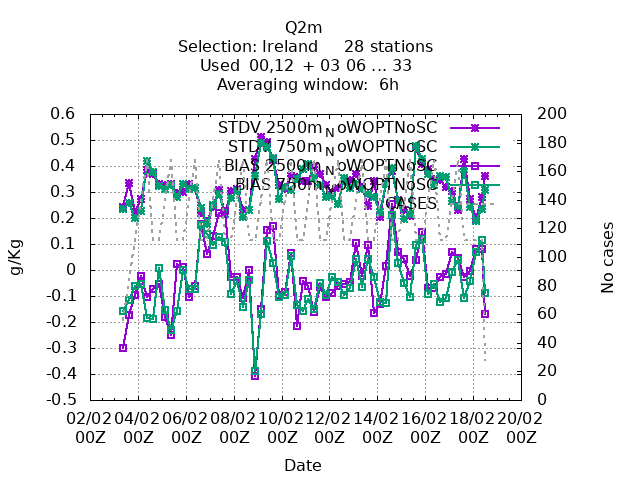 Q2m
Selection: Ireland 28 stations
Used 00,12 + 03 06 ... 33
Averaging window: 6h
0.6
0.5
0.4
0.3
0.2
0.1
0
-0.1
-0.2
-0.3
-0.4
-0.5
g/Kg
200
180
160
140
120
100
80
60
40
20
0
No cases
STDV 2500m_NoWOPTNoSC
STDV 750m_NoWOPTNoSC
BIAS 2500m_NoWOPTNoSC
BIAS 750m_NoWOPTNoSC
CASES
02/02 04/02 06/02 08/02 10/02 12/02 14/02 16/02 18/02 20/02
00Z 00Z 00Z 00Z 00Z 00Z 00Z 00Z 00Z 00Z
Date